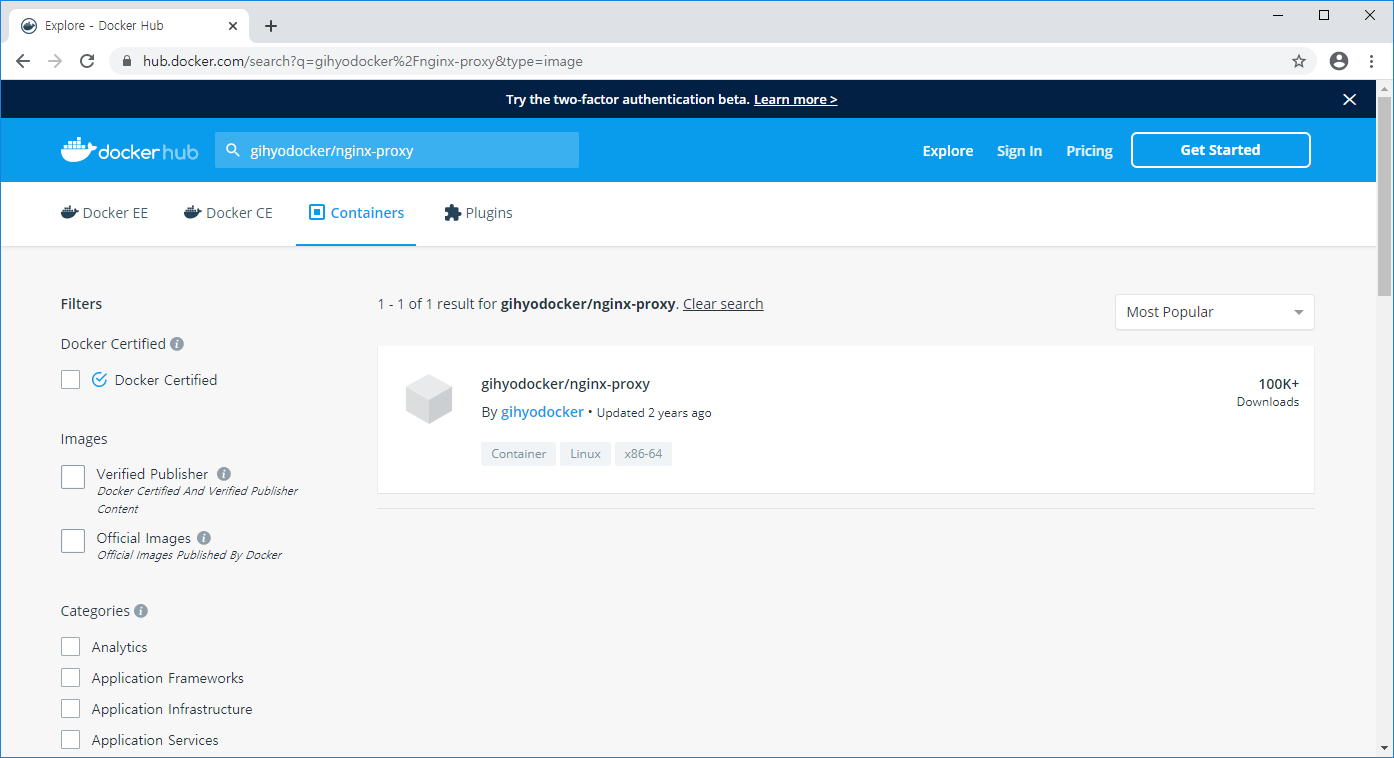 Explore - Docker Hub
hub.docker.com/search?q=gihyodocker%2Fnginx-proxy&type=image
Try the two-factor authentication beta. Learn more >
docker hub
gihyodocker/nginx-proxy
Explore Sign In Pricing Get Started
Docker EE Docker CE Containers Plugins
Filters
1 - 1 of 1 result for gihyodocker/nginx-proxy. Clear search
Most Popular
Docker Certified
Docker Certified
gihyodocker/nginx-proxy
100K+
By gihyodocker • Updated 2 years ago
Downloads
Container Linux x86-64
Images
Verified Publisher
Docker Certified And Verified Publisher
Content
Official Images
Official Images Published By Docker
Categories
Analytics
Application Frameworks
Application Infrastructure
Application Services